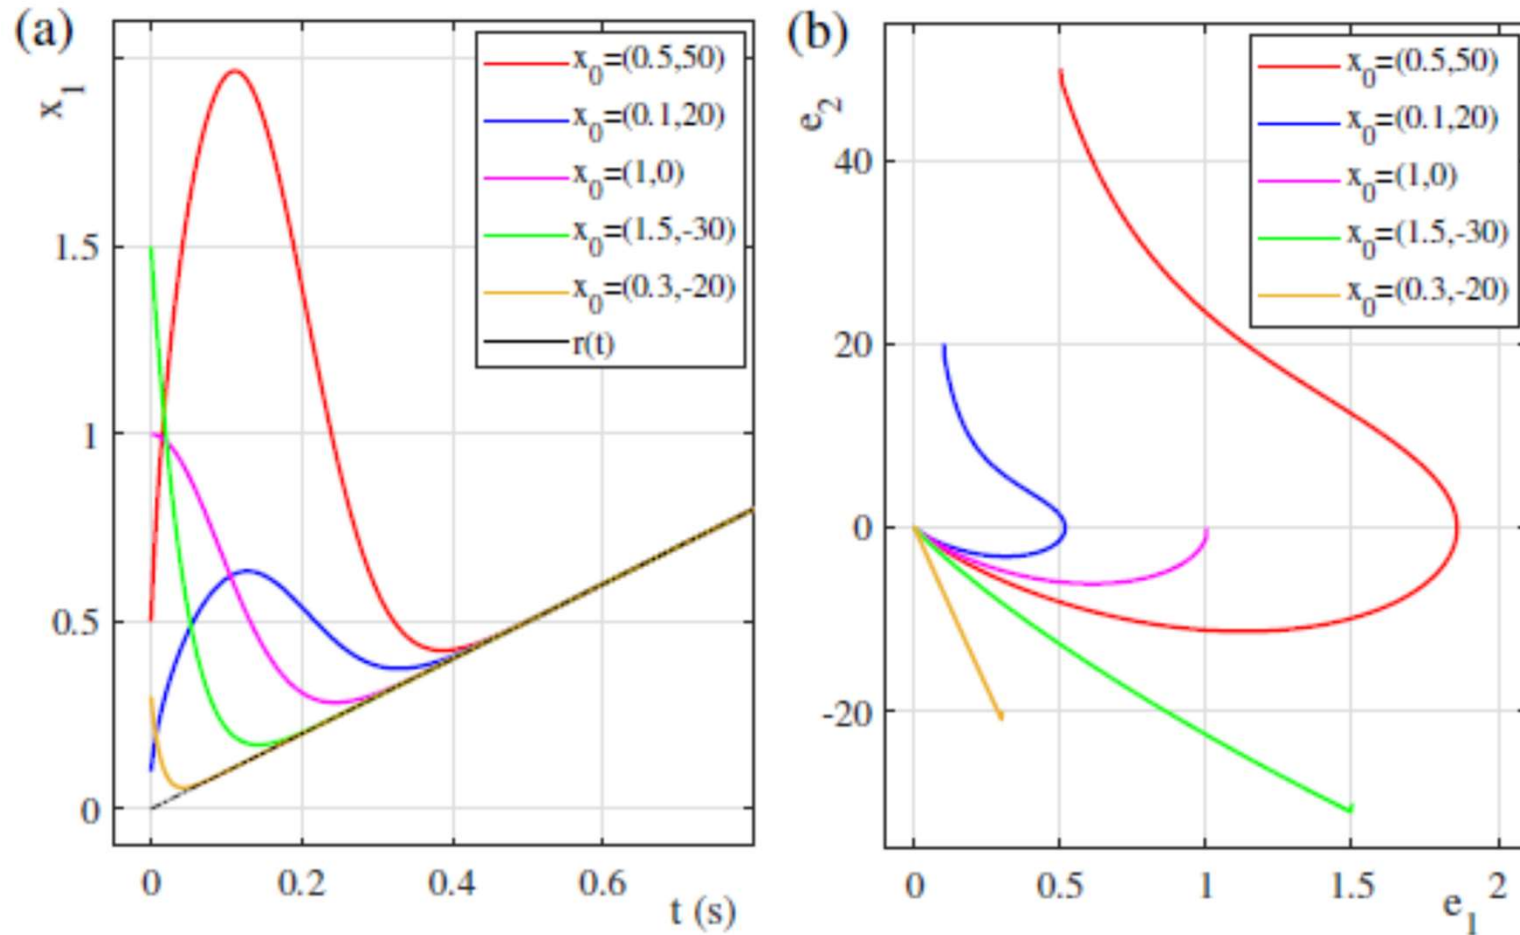 (a)
x₁
1.5
1
0.5
0
0
0.2
0.4
0.6
t (s)
x₀=(0.5,50)
x₀=(0.1,20)
x₀=(1,0)
x₀=(1.5,-30)
x₀=(0.3,-20)
r(t)
(b)
e₂
40
20
0
-20
0
0.5
1
1.5
2
e₁
x₀=(0.5,50)
x₀=(0.1,20)
x₀=(1,0)
x₀=(1.5,-30)
x₀=(0.3,-20)